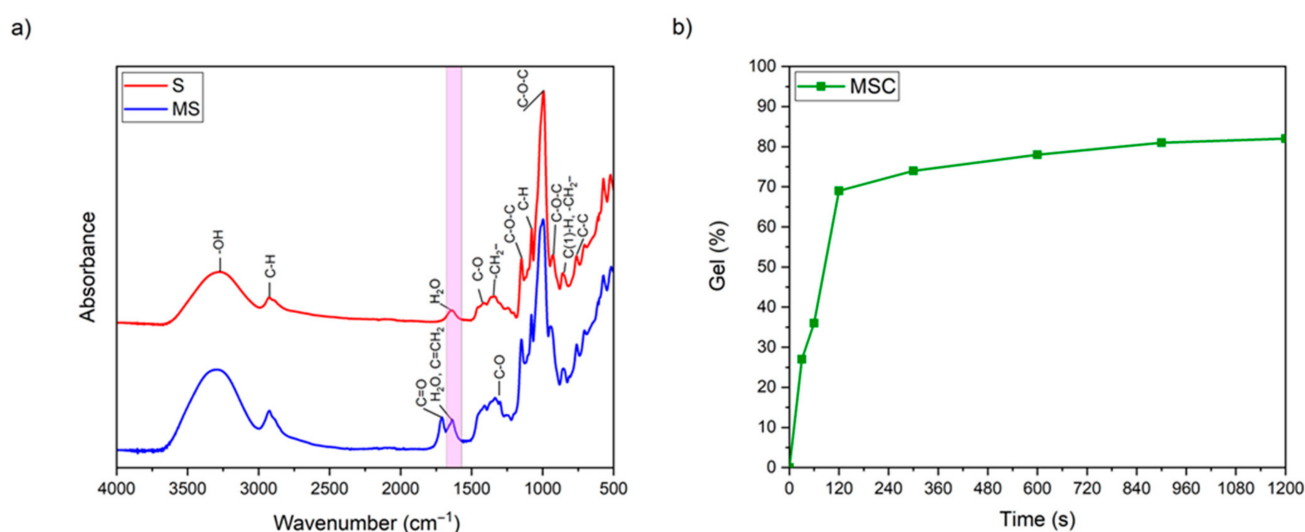 a)
S
MS
Absorbance
-OH
C-H
H₂O
C-O
-CH₂–
C-O-C
C-H
C-O-C
C-O-C
C(1)-H, -CH₂–
C-C
C=O
H₂O, C=CH₂
C-O
4000 3500 3000 2500 2000 1500 1000 500
Wavenumber (cm⁻¹)
b)
MSC
Gel (%)
100
90
80
70
60
50
40
30
20
10
0
0 120 240 360 480 600 720 840 960 1080 1200
Time (s)